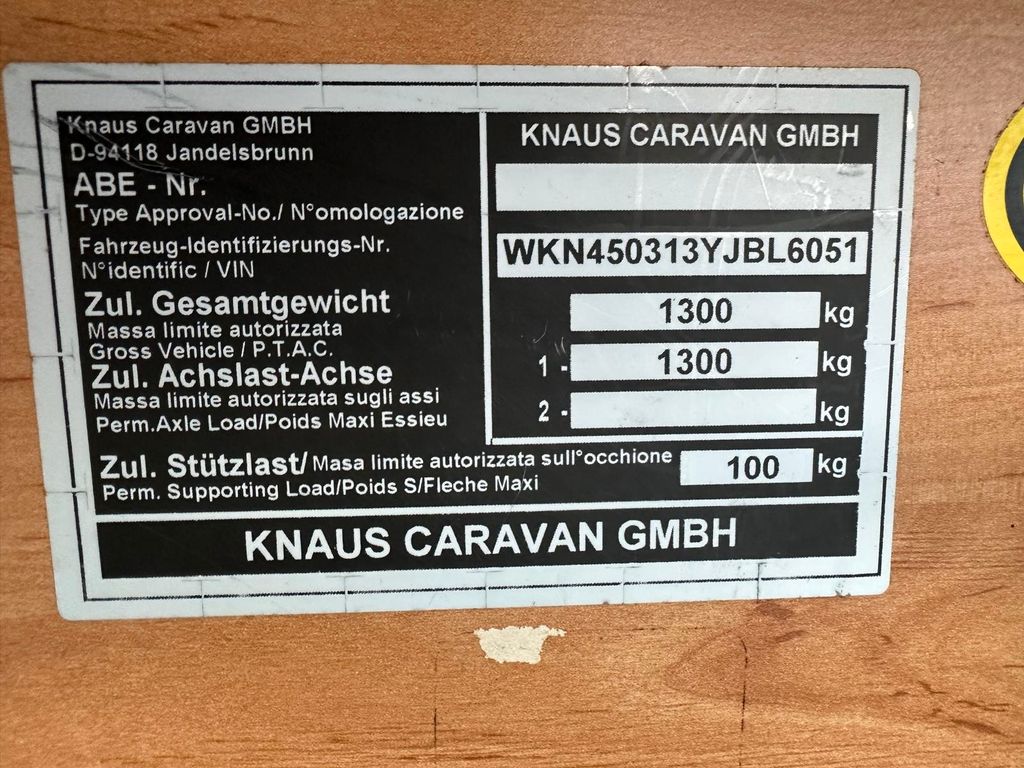 Knaus Caravan GMBH
D-94118 Jandelsbrunn
ABE - Nr.
Type Approval-No./ N°omologazione
Fahrzeug-Identifizierungs-Nr.
N°identific / VIN
Zul. Gesamtgewicht
Massa limite autorizzata
Gross Vehicle / P.T.A.C.
Zul. Achslast-Achse
Massa limite autorizzata sugli assi
Perm.Axle Load/Poids Maxi Essieu
KNAUS CARAVAN GMBH
WKN450313YJBL6051
1300 kg
1 - 1300 kg
2 - kg
Zul. Stützlast/ Masa limite autorizzata sull°occhione 100 kg
Perm. Supporting Load/Poids S/Fleche Maxi
KNAUS CARAVAN GMBH